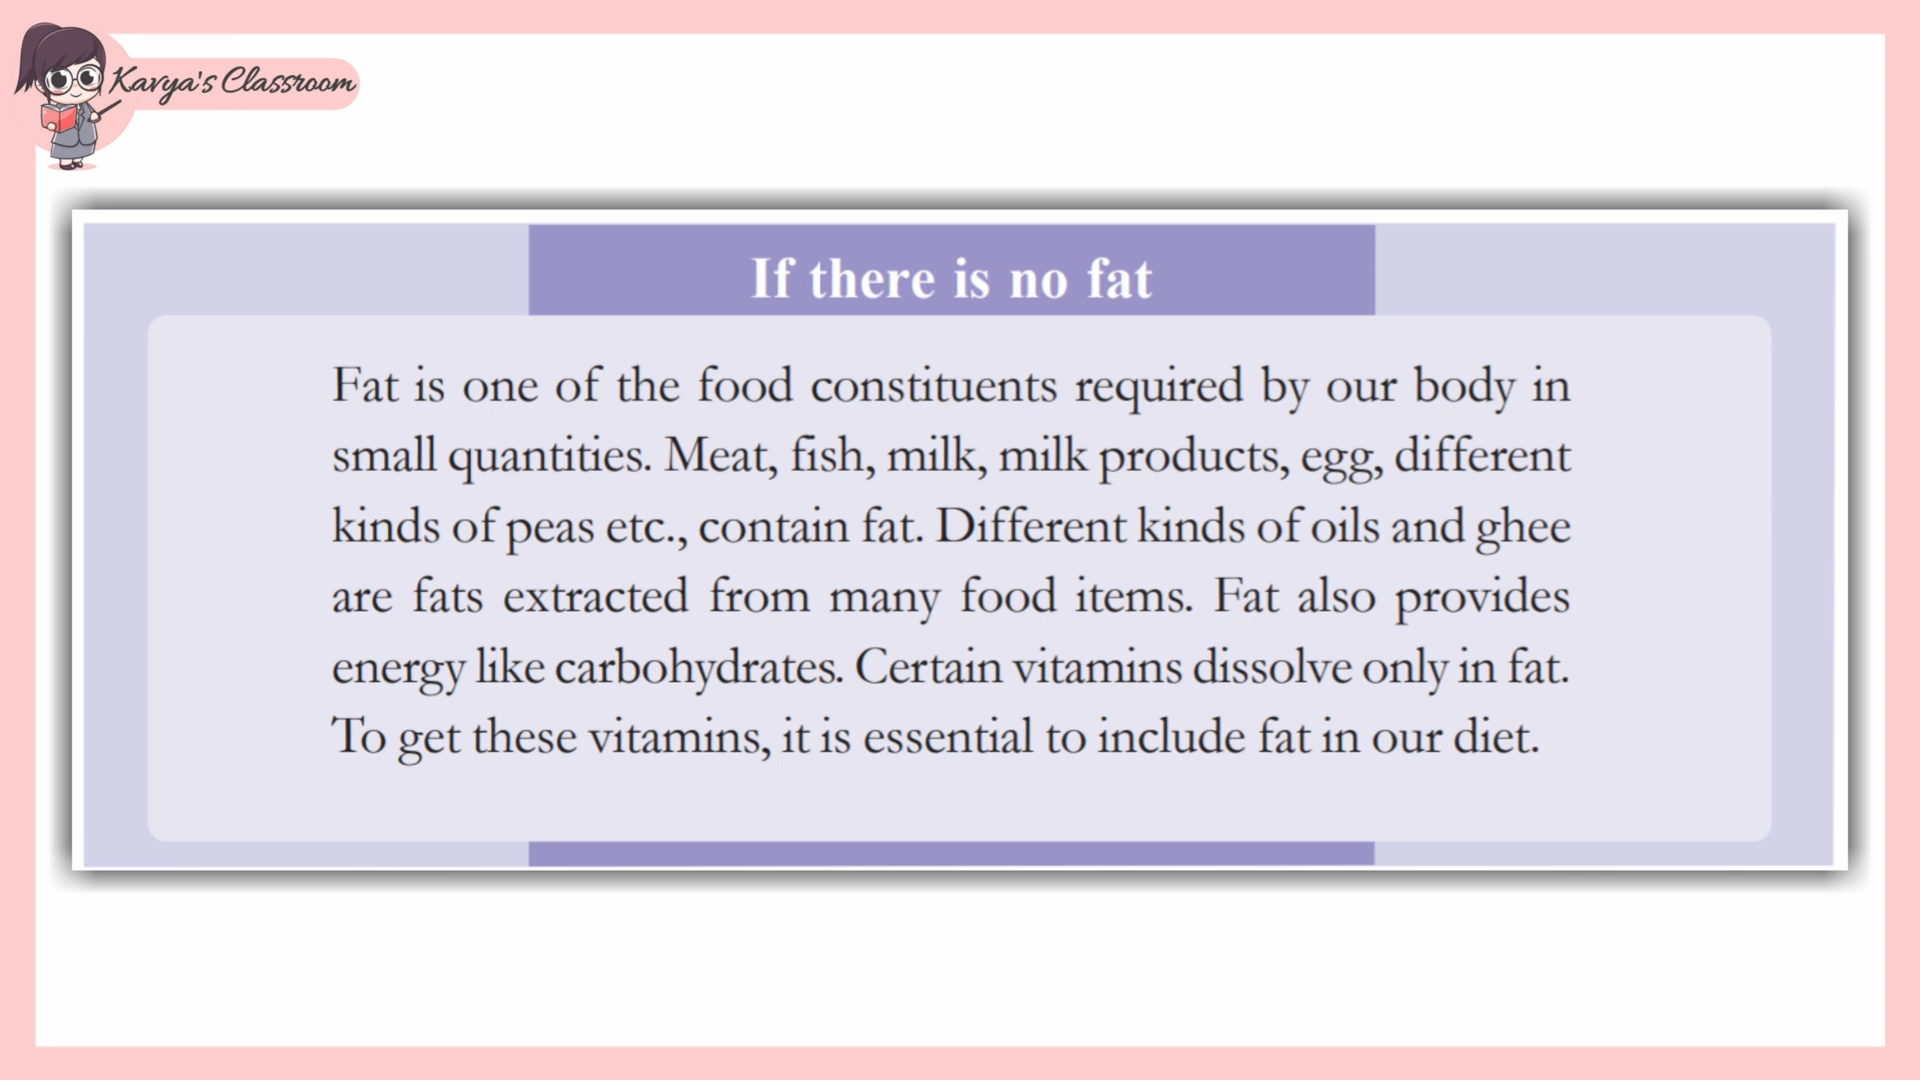 Kavya's Classroom
If there is no fat
Fat is one of the food constituents required by our body in
small quantities. Meat, fish, milk, milk products, egg, different
kinds of peas etc., contain fat. Different kinds of oils and ghee
are fats extracted from many food items. Fat also provides
energy like carbohydrates. Certain vitamins dissolve only in fat.
To get these vitamins, it is essential to include fat in our diet.